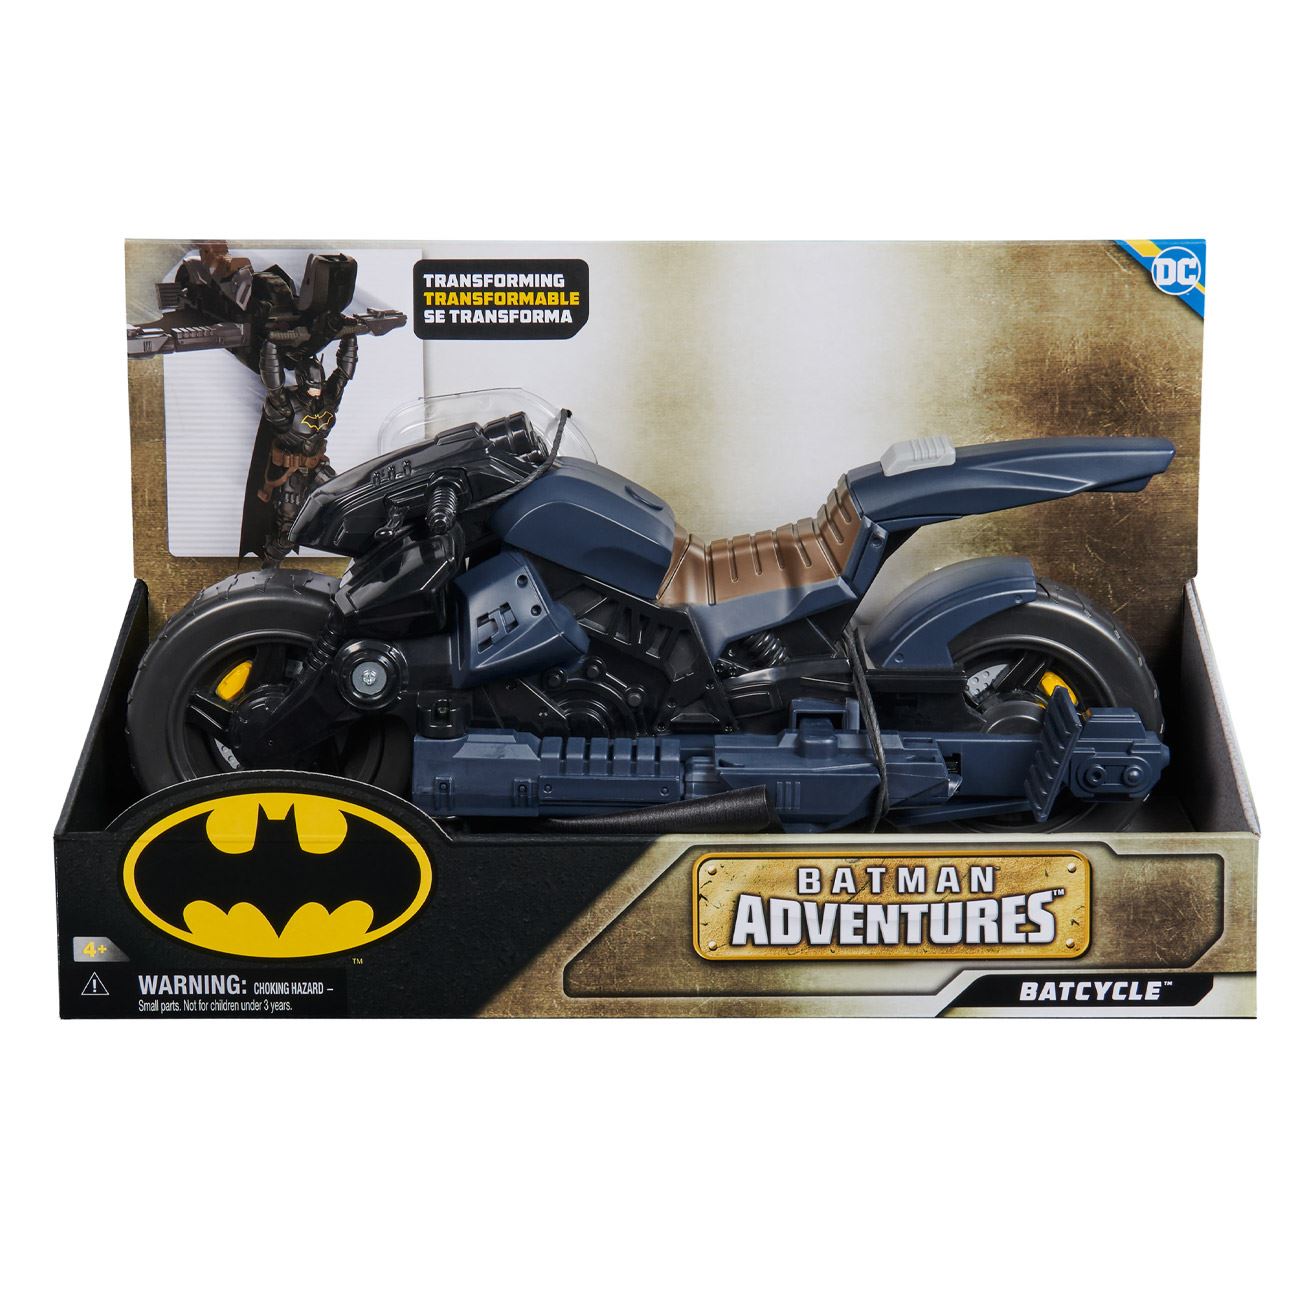 TRANSFORMING
TRANSFORMABLE
SE TRANSFORMA
DC
BATMAN
ADVENTURES™
BATCYCLE™
™
4+
WARNING: CHOKING HAZARD –
Small parts. Not for children under 3 years.